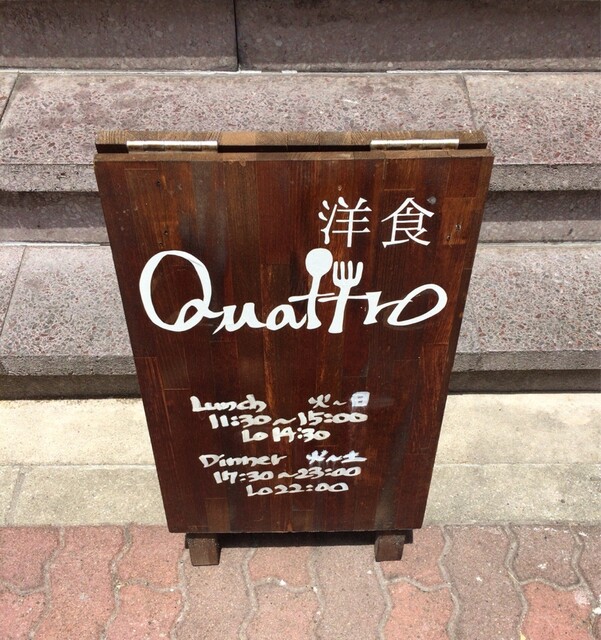 洋食
Quattro
Lunch 火~日
11:30~15:00
Lo 14:30
Dinner 火~土
17:30~23:00
Lo 22:00